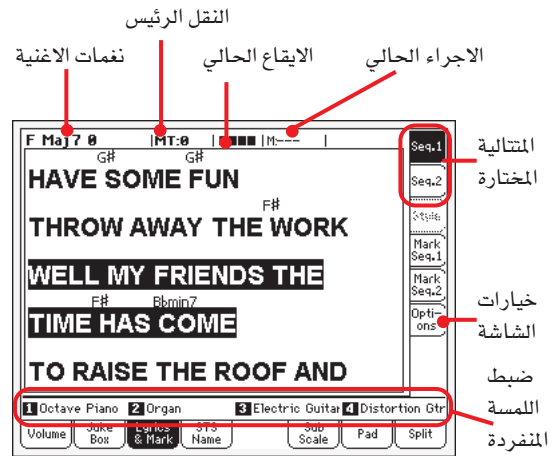 النقل الرئيس
نغمات الاغنية
الايقاع الحالي
الاجراء الحالي
F Maj7 0 |MT:0 | |M:--- |
G# G#
HAVE SOME FUN
F#
THROW AWAY THE WORK
WELL MY FRIENDS THE
F# Bbmin7
TIME HAS COME
TO RAISE THE ROOF AND
Seq.1
Seq.2
Style
Mark
Seq.1
Mark
Seq.2
Opti-
ons
المتتالية
المختارة
خيارات
الشاشة
ضبط
اللمسة
المنفردة
1 Octave Piano 2 Organ 3 Electric Guitar 4 Distortion Gtr
Volume
Juke
Box
Lyrics
& Mark
STS
Name
Sub
Scale
Pad
Split